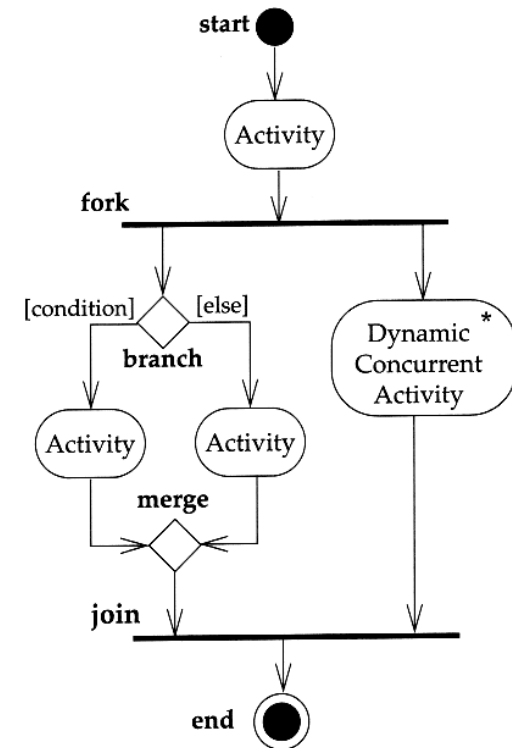 start
Activity
fork
[condition] [else]
branch
*
Dynamic
Concurrent
Activity
Activity
Activity
merge
join
end